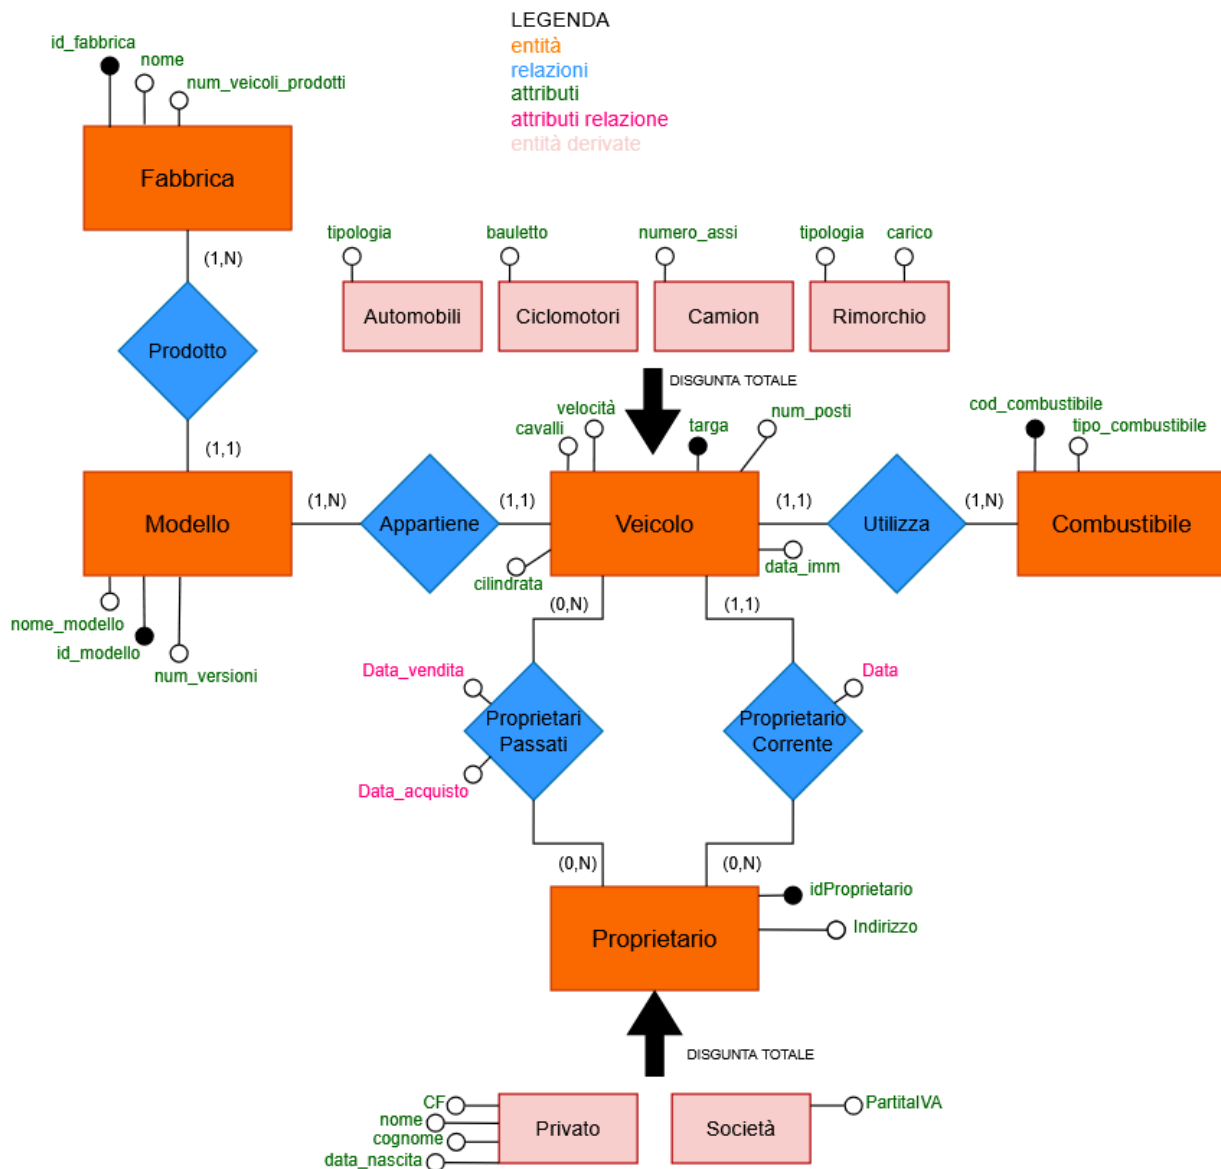 LEGENDA
entità
relazioni
attributi
attributi relazione
entità derivate
id_fabbrica
nome
num_veicoli_prodotti
Fabbrica
(1,N)
Prodotto
(1,1)
tipologia
bauletto
numero_assi
tipologia
carico
Automobili
Ciclomotori
Camion
Rimorchio
DISGUNTA TOTALE
cavalli
velocità
targa
num_posti
cod_combustibile
tipo_combustibile
Modello
(1,N)
Appartiene
(1,1)
Veicolo
(1,1)
Utilizza
(1,N)
Combustibile
cilindrata
data_imm
nome_modello
id_modello
num_versioni
(0,N)
(1,1)
Data_vendita
Data
Proprietari
Passati
Proprietario
Corrente
Data_acquisto
(0,N)
(0,N)
Proprietario
idProprietario
Indirizzo
DISGUNTA TOTALE
CF
nome
cognome
data_nascita
Privato
Società
PartitaIVA